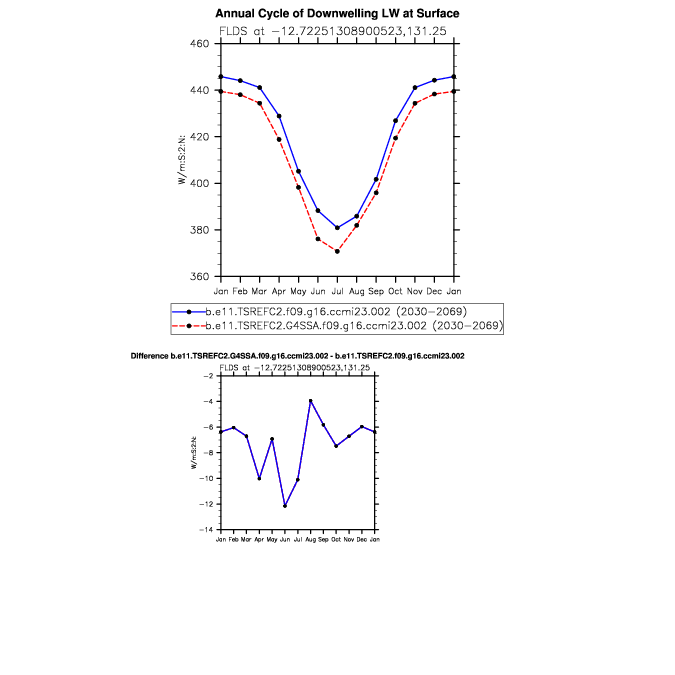 Annual Cycle of Downwelling LW at Surface
FLDS at −12.72251308900523,131.25
460
440
420
400
380
360
W/m:S:2:N:
Jan Feb Mar Apr May Jun Jul Aug Sep Oct Nov Dec Jan
b.e11.TSREFC2.f09.g16.ccmi23.002 (2030−2069)
b.e11.TSREFC2.G4SSA.f09.g16.ccmi23.002 (2030−2069)
Difference b.e11.TSREFC2.G4SSA.f09.g16.ccmi23.002 - b.e11.TSREFC2.f09.g16.ccmi23.002
FLDS at −12.72251308900523,131.25
−2
−4
−6
−8
−10
−12
−14
W/m:S:2:N:
Jan Feb Mar Apr May Jun Jul Aug Sep Oct Nov Dec Jan